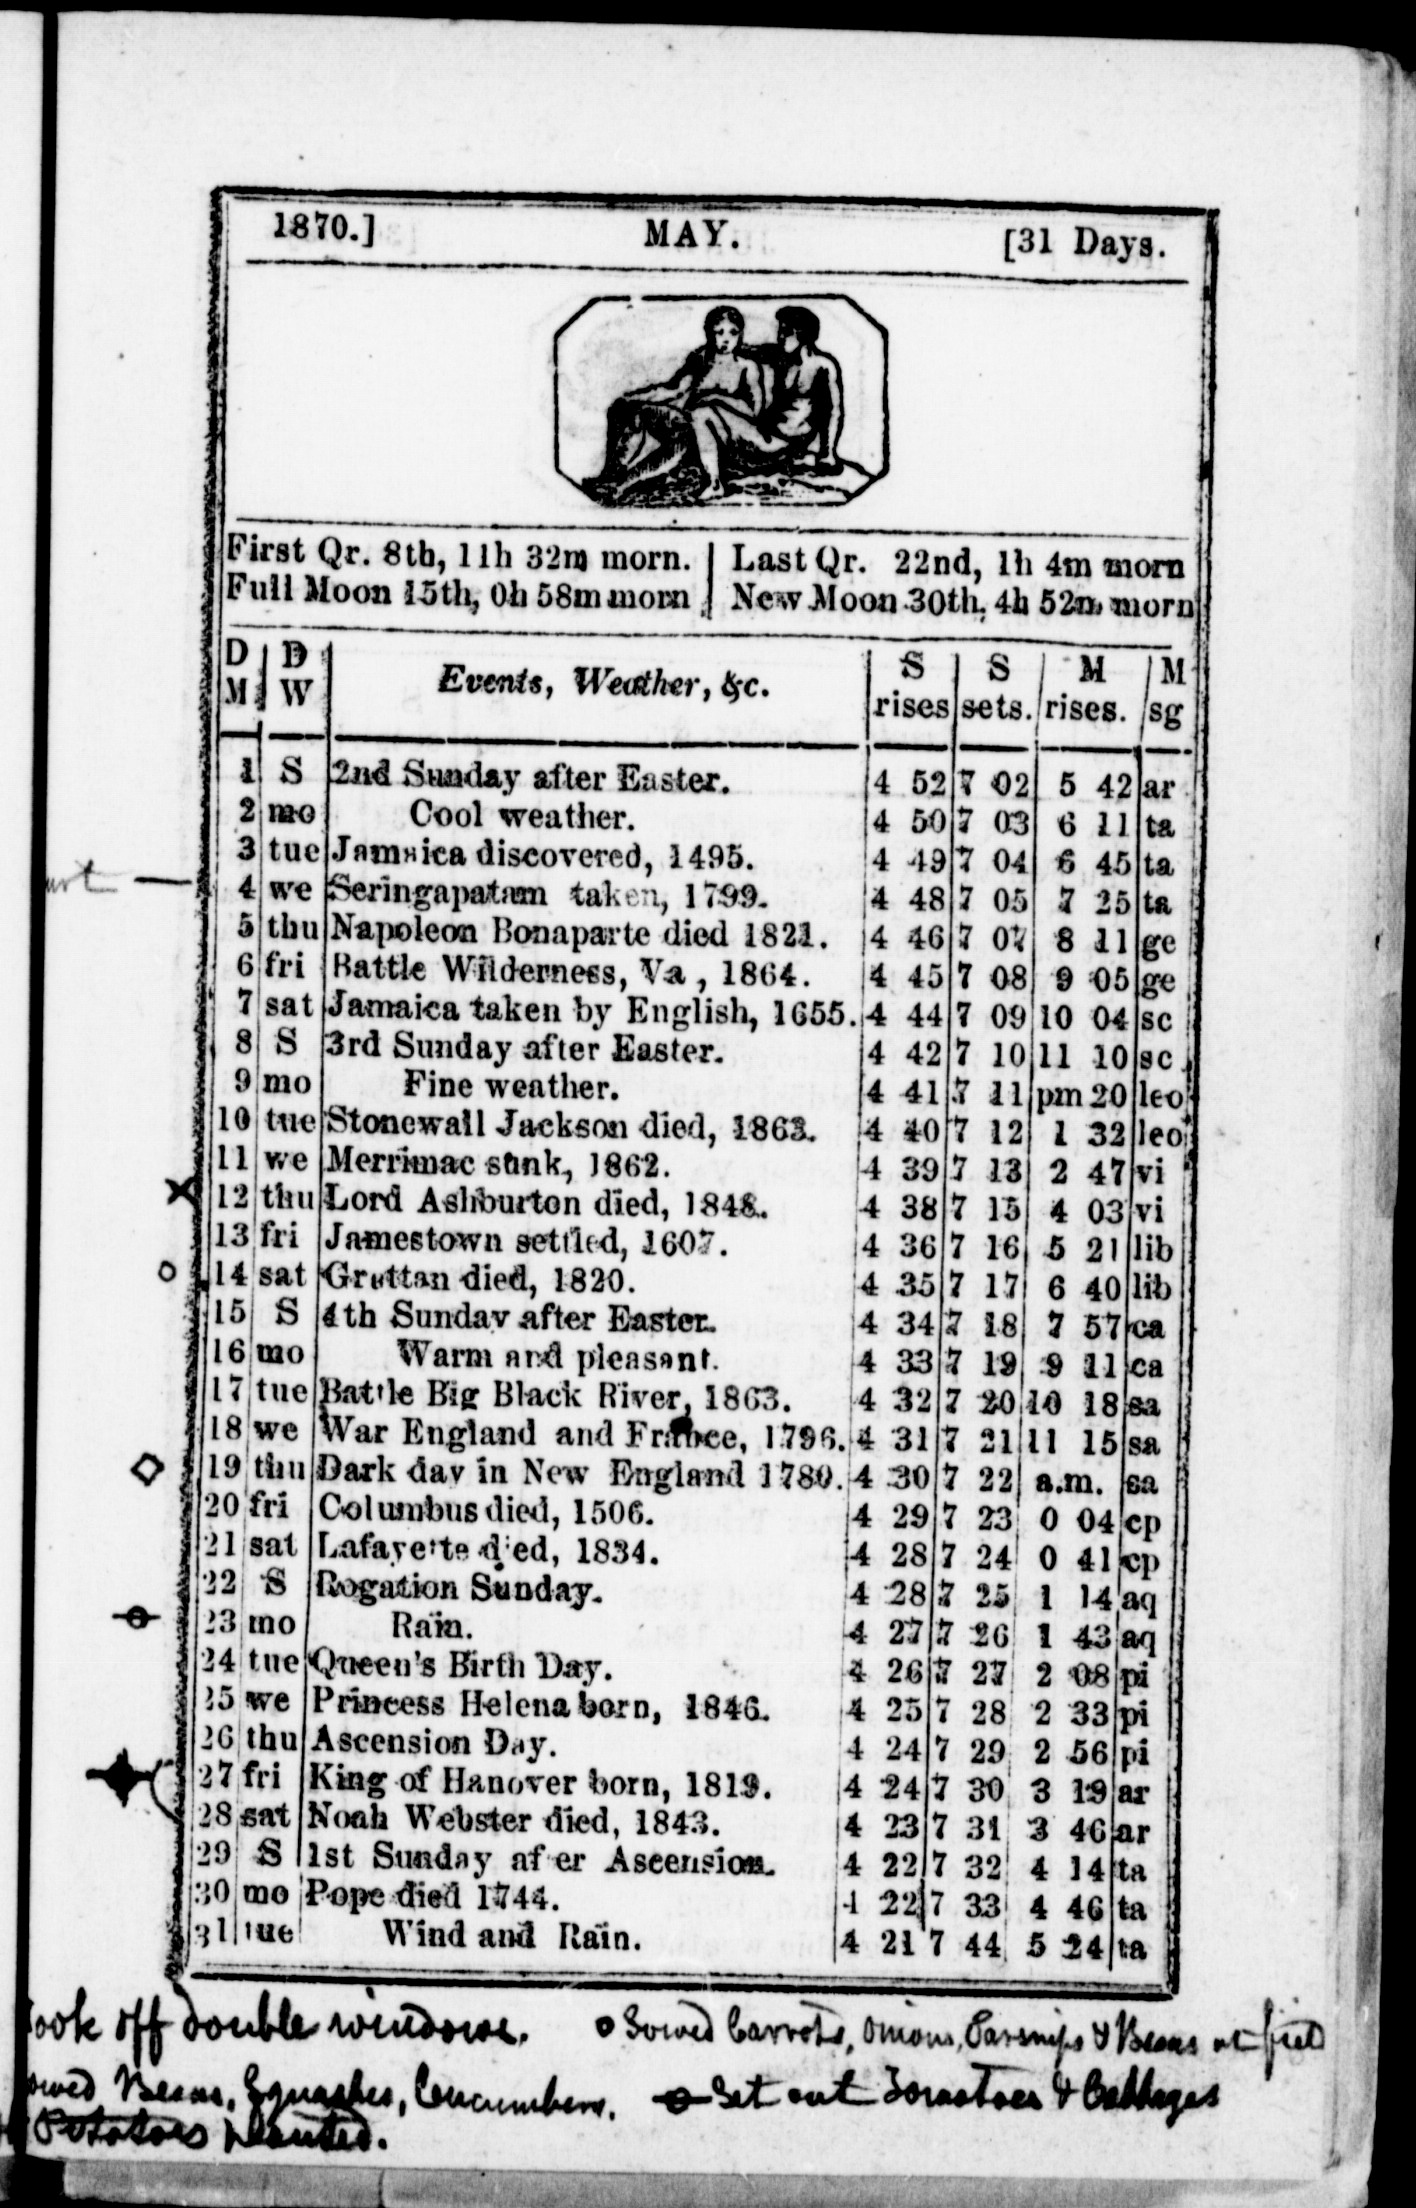 1870.] MAY. [31 Days.
First Qr. 8th, 11h 32m morn. | Last Qr. 22nd, 1h 4m morn
Full Moon 15th, 0h 58m morn | New Moon 30th, 4h 52m morn
D M | D W | Events, Weather, &c. | S rises | S sets. | M rises. | M sg
1 S 2nd Sunday after Easter. 4 52 7 02 5 42 ar
2 mo Cool weather. 4 50 7 03 6 11 ta
3 tue Jamaica discovered, 1495. 4 49 7 04 6 45 ta
4 we Seringapatam taken, 1799. 4 48 7 05 7 25 ta
5 thu Napoleon Bonaparte died 1821. 4 46 7 07 8 11 ge
6 fri Battle Wilderness, Va, 1864. 4 45 7 08 9 05 ge
7 sat Jamaica taken by English, 1655. 4 44 7 09 10 04 sc
8 S 3rd Sunday after Easter. 4 42 7 10 11 10 sc
9 mo Fine weather. 4 41 7 11 pm 20 leo
10 tue Stonewall Jackson died, 1863. 4 40 7 12 1 32 leo
11 we Merrimac sunk, 1862. 4 39 7 13 2 47 vi
12 thu Lord Ashburton died, 1848. 4 38 7 15 4 03 vi
13 fri Jamestown settled, 1607. 4 36 7 16 5 21 lib
14 sat Grattan died, 1820. 4 35 7 17 6 40 lib
15 S 4th Sunday after Easter. 4 34 7 18 7 57 ca
16 mo Warm and pleasant. 4 33 7 19 9 11 ca
17 tue Battle Big Black River, 1863. 4 32 7 20 10 18 sa
18 we War England and France, 1796. 4 31 7 21 11 15 sa
19 thu Dark day in New England 1780. 4 30 7 22 a.m. sa
20 fri Columbus died, 1506. 4 29 7 23 0 04 cp
21 sat Lafayette died, 1834. 4 28 7 24 0 41 cp
22 S Rogation Sunday. 4 28 7 25 1 14 aq
23 mo Rain. 4 27 7 26 1 43 aq
24 tue Queen's Birth Day. 4 26 7 27 2 08 pi
25 we Princess Helena born, 1846. 4 25 7 28 2 33 pi
26 thu Ascension Day. 4 24 7 29 2 56 pi
27 fri King of Hanover born, 1819. 4 24 7 30 3 19 ar
28 sat Noah Webster died, 1843. 4 23 7 31 3 46 ar
29 S 1st Sunday af er Ascension. 4 22 7 32 4 14 ta
30 mo Pope died 1744. 4 22 7 33 4 46 ta
31 tue Wind and Rain. 4 21 7 44 5 24 ta
ook off double windows. o Sowed Carrots, Onions, Parsnips & Beans at field
owed Beans, Squashes, Cucumbers. Set out Tomatoes & Cabbages
Potatoes planted.